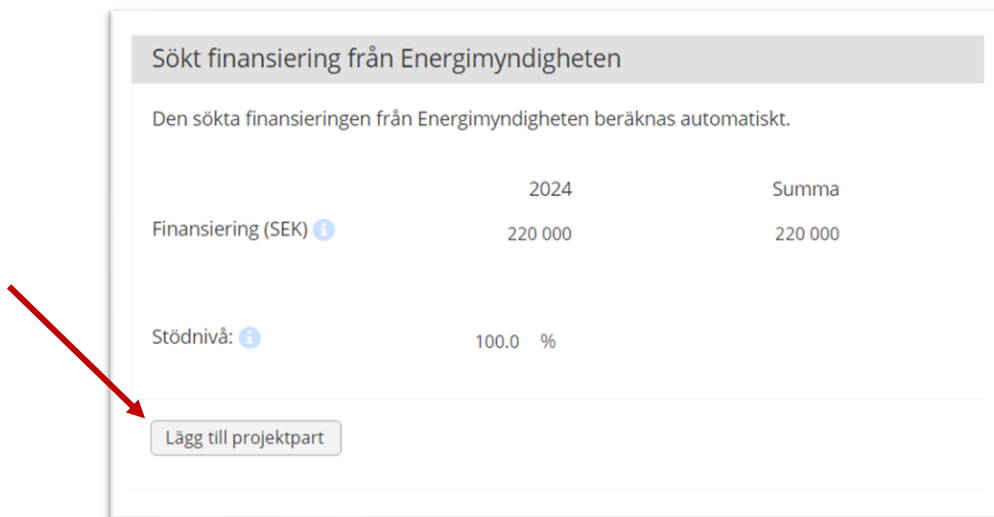 Sökt finansiering från Energimyndigheten
Den sökta finansieringen från Energimyndigheten beräknas automatiskt.
2024 Summa
Finansiering (SEK) 220 000 220 000
Stödnivå: 100.0 %
Lägg till projektpart